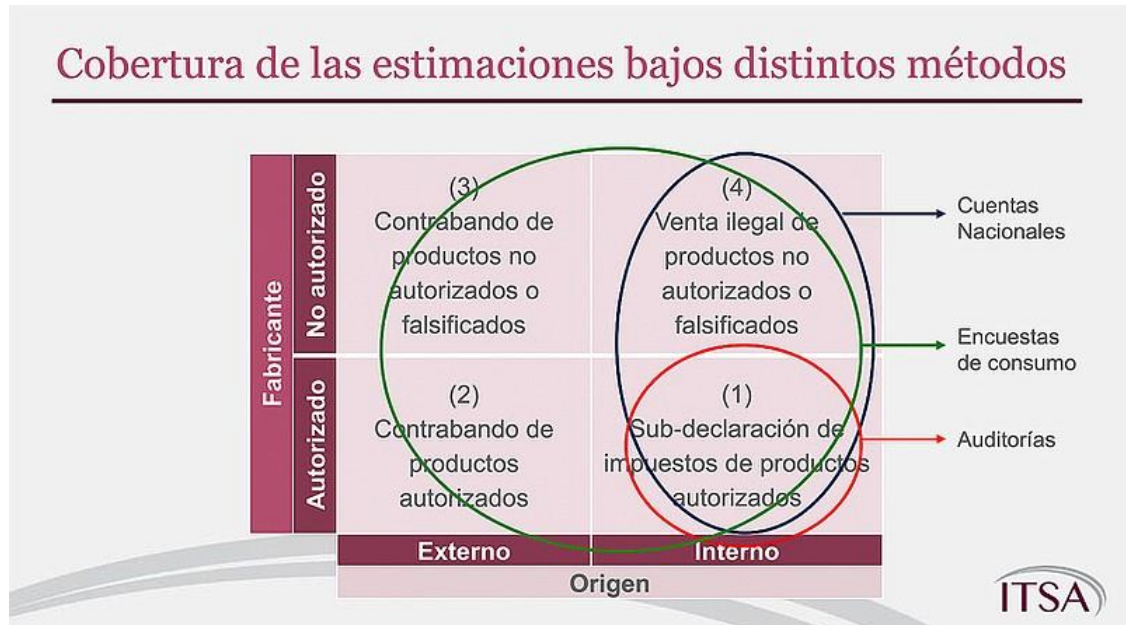 Cobertura de las estimaciones bajos distintos métodos
Fabricante
No autorizado
(3)
Contrabando de
productos no
autorizados o
falsificados
(4)
Venta ilegal de
productos no
autorizados o
falsificados
Autorizado
(2)
Contrabando de
productos
autorizados
(1)
Sub-declaración de
impuestos de productos
autorizados
Externo
Interno
Origen
Cuentas
Nacionales
Encuestas
de consumo
Auditorías
ITSA